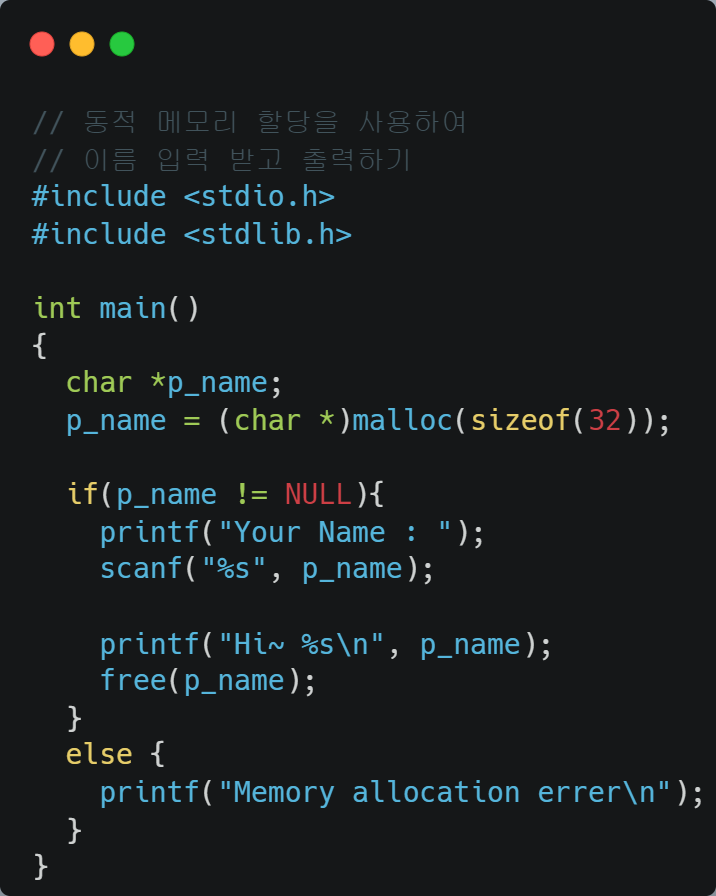 // 동적 메모리 할당을 사용하여
// 이름 입력 받고 출력하기
#include <stdio.h>
#include <stdlib.h>
int main()
{
  char *p_name;
  p_name = (char *)malloc(sizeof(32));
  if(p_name != NULL){
    printf("Your Name : ");
    scanf("%s", p_name);
    printf("Hi~ %s\n", p_name);
    free(p_name);
  }
  else {
    printf("Memory allocation errer\n");
  }
}